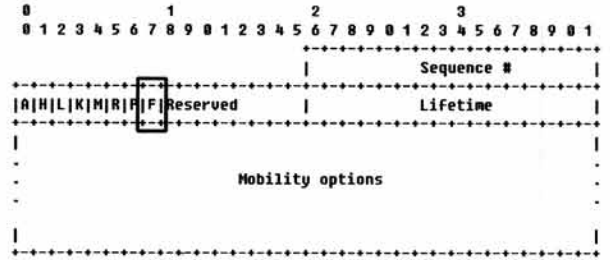 0 1 2 3
0 1 2 3 4 5 6 7 8 9 0 1 2 3 4 5 6 7 8 9 0 1 2 3 4 5 6 7 8 9 0 1
+-+-+-+-+-+-+-+-+-+-+-+-+-+-+-+-+
| Sequence # |
+-+-+-+-+-+-+-+-+-+-+-+-+-+-+-+-+-+-+-+-+-+-+-+-+-+-+-+-+-+-+-+-+
|A|H|L|K|M|R|P|F|Reserved | Lifetime |
+-+-+-+-+-+-+-+-+-+-+-+-+-+-+-+-+-+-+-+-+-+-+-+-+-+-+-+-+-+-+-+-+
| |
. .
. Mobility options .
. .
| |
+-+-+-+-+-+-+-+-+-+-+-+-+-+-+-+-+-+-+-+-+-+-+-+-+-+-+-+-+-+-+-+-+